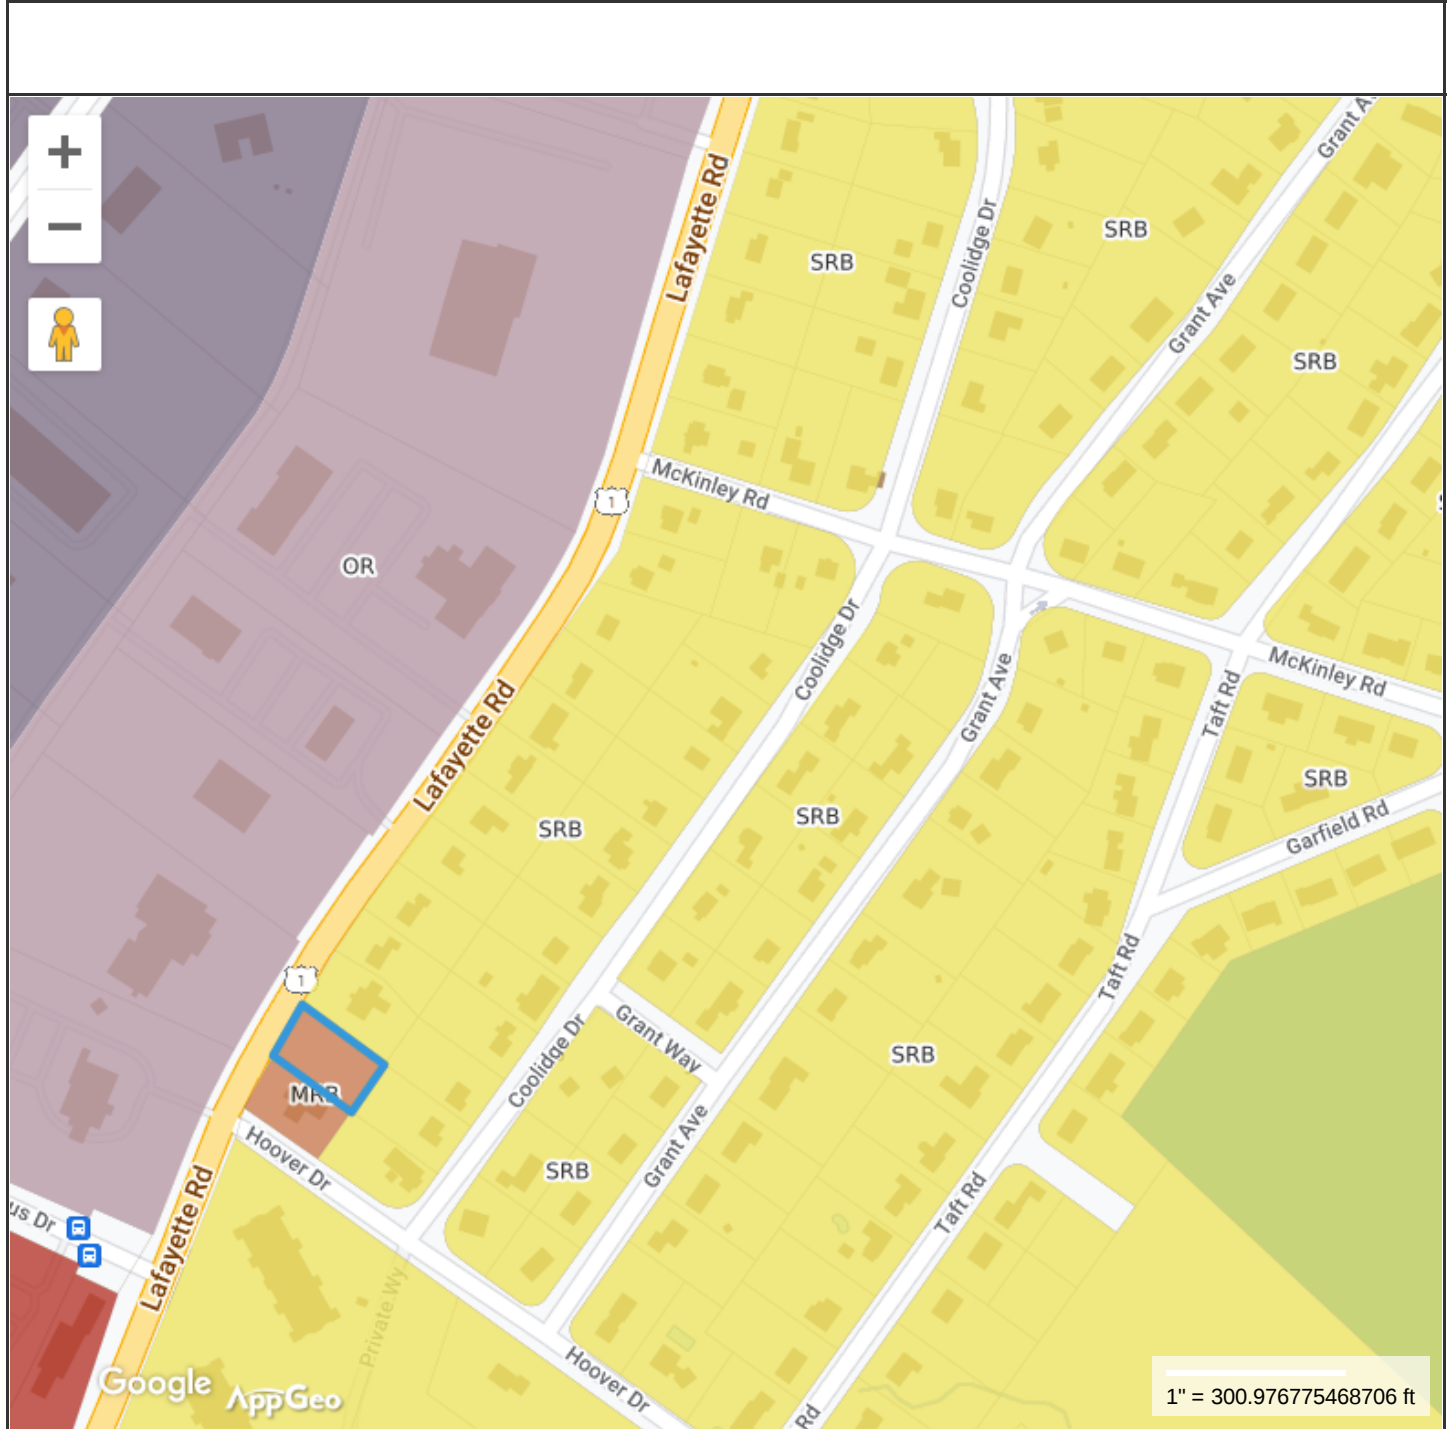 +
−
Grant A
Lafayette Rd
Coolidge Dr
SRB
SRB
Grant Ave
SRB
McKinley Rd
1
OR
Coolidge Dr
Grant Ave
McKinley Rd
Taft Rd
Lafayette Rd
SRB
SRB
SRB
Garfield Rd
Taft Rd
1
Grant Way
Coolidge Dr
SRB
MRB
Hoover Dr
Grant Ave
SRB
Taft Rd
us Dr
Lafayette Rd
Private Wy
Hoover Dr
Rd
Google
AppGeo
1" = 300.976775468706 ft